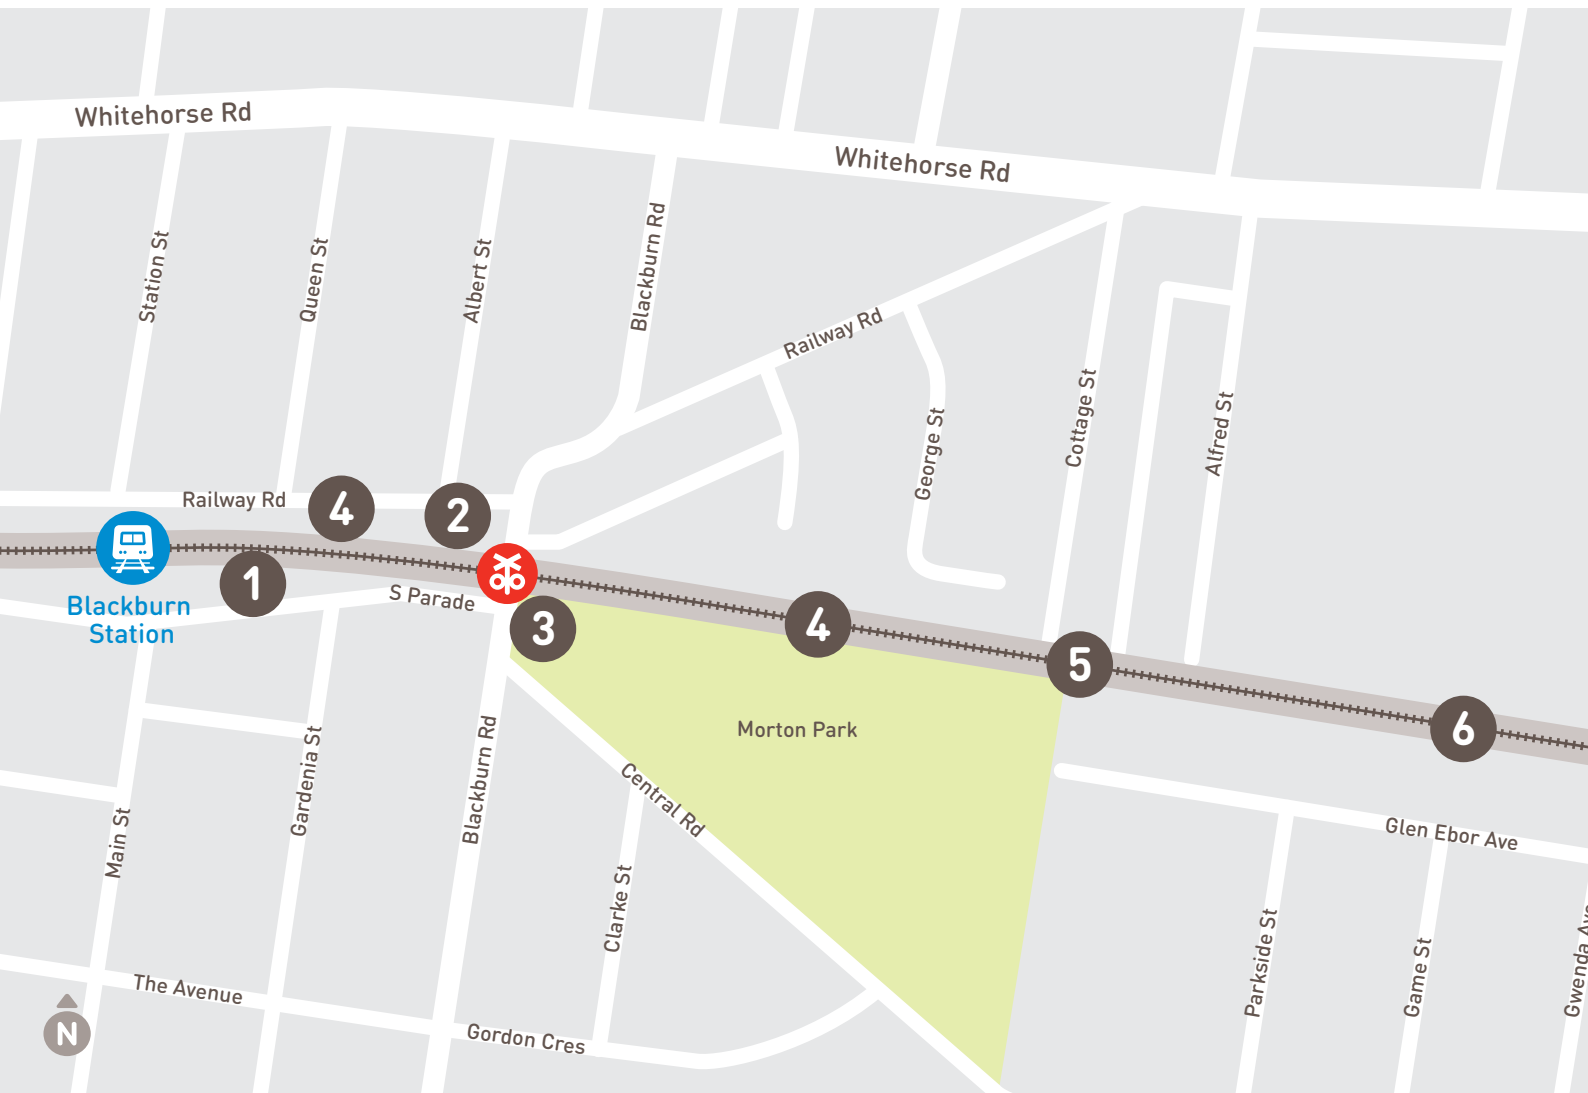 Whitehorse Rd
Whitehorse Rd
Station St
Queen St
Albert St
Blackburn Rd
Railway Rd
George St
Cottage St
Alfred St
Railway Rd
4
2
1
Blackburn
Station
S Parade
3
4
5
6
Morton Park
Main St
Gardenia St
Blackburn Rd
Central Rd
Clarke St
Glen Ebor Ave
Parkside St
Game St
Gwenda Ave
The Avenue
Gordon Cres
N